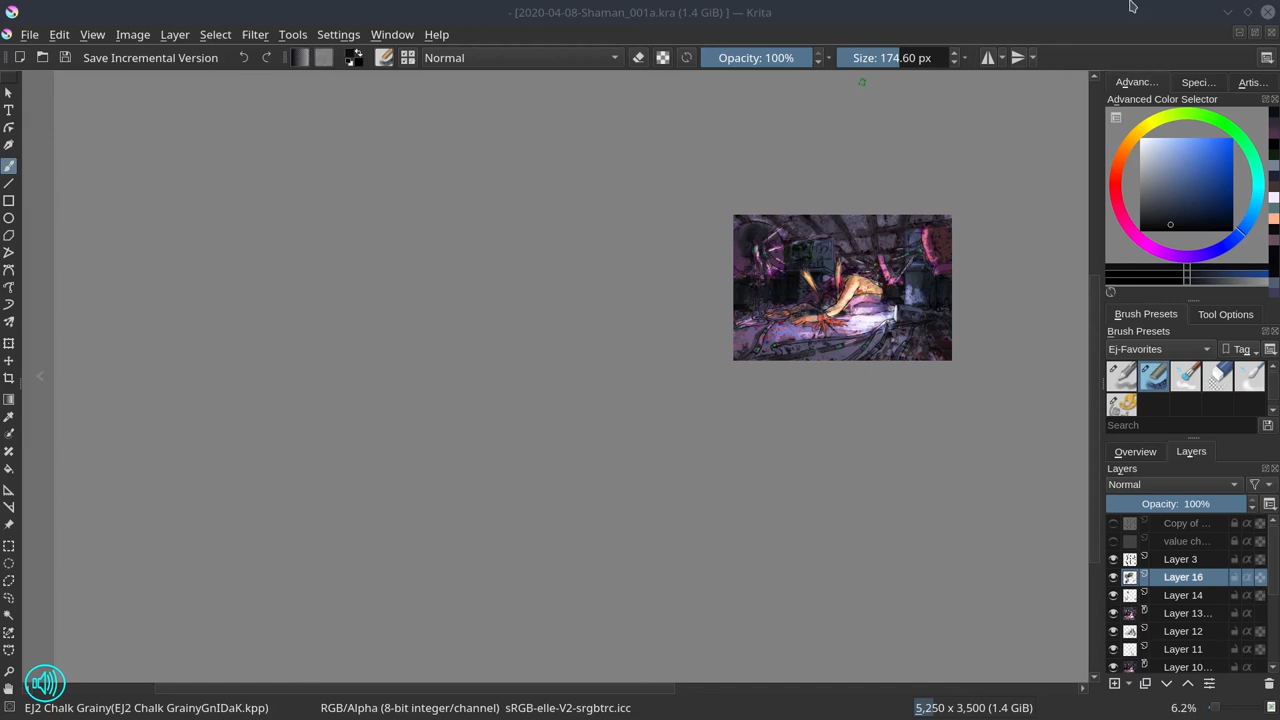 - [2020-04-08-Shaman_001a.kra (1.4 GiB) ] — Krita
File Edit View Image Layer Select Filter Tools Settings Window Help
Save Incremental Version Normal Opacity: 100% Size: 174.60 px
Advanc... Speci... Artis...
Advanced Color Selector
Brush Presets Tool Options
Brush Presets
Ej-Favorites Tag
Search
Overview Layers
Layers
Normal
Opacity: 100%
Copy of ...
value ch...
Layer 3
Layer 16
Layer 14
Layer 13...
Layer 12
Layer 11
Layer 10...
EJ2 Chalk Grainy(EJ2 Chalk GrainyGnIDaK.kpp) RGB/Alpha (8-bit integer/channel) sRGB-elle-V2-srgbtrc.icc 5,250 x 3,500 (1.4 GiB) 6.2%